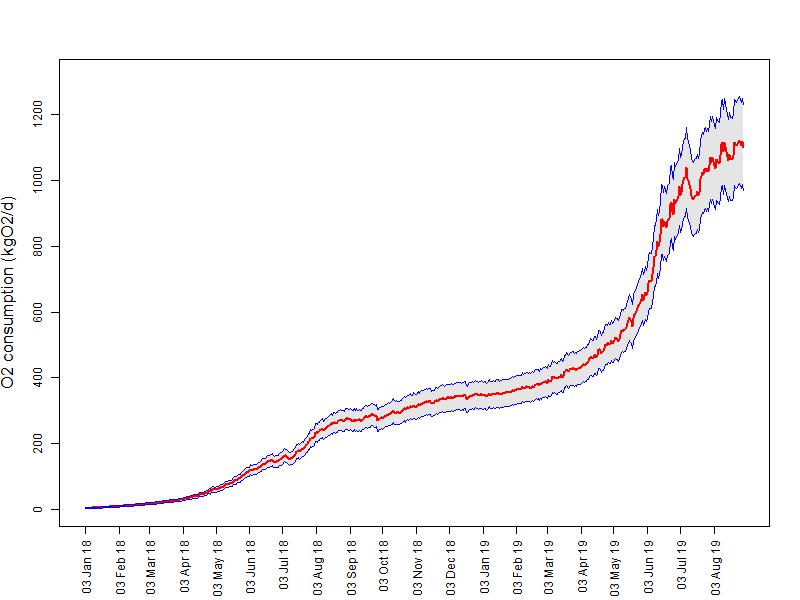 O2 consumption (kgO2/d)
1200
1000
800
600
400
200
0
03 Jan 18
03 Feb 18
03 Mar 18
03 Apr 18
03 May 18
03 Jun 18
03 Jul 18
03 Aug 18
03 Sep 18
03 Oct 18
03 Nov 18
03 Dec 18
03 Jan 19
03 Feb 19
03 Mar 19
03 Apr 19
03 May 19
03 Jun 19
03 Jul 19
03 Aug 19